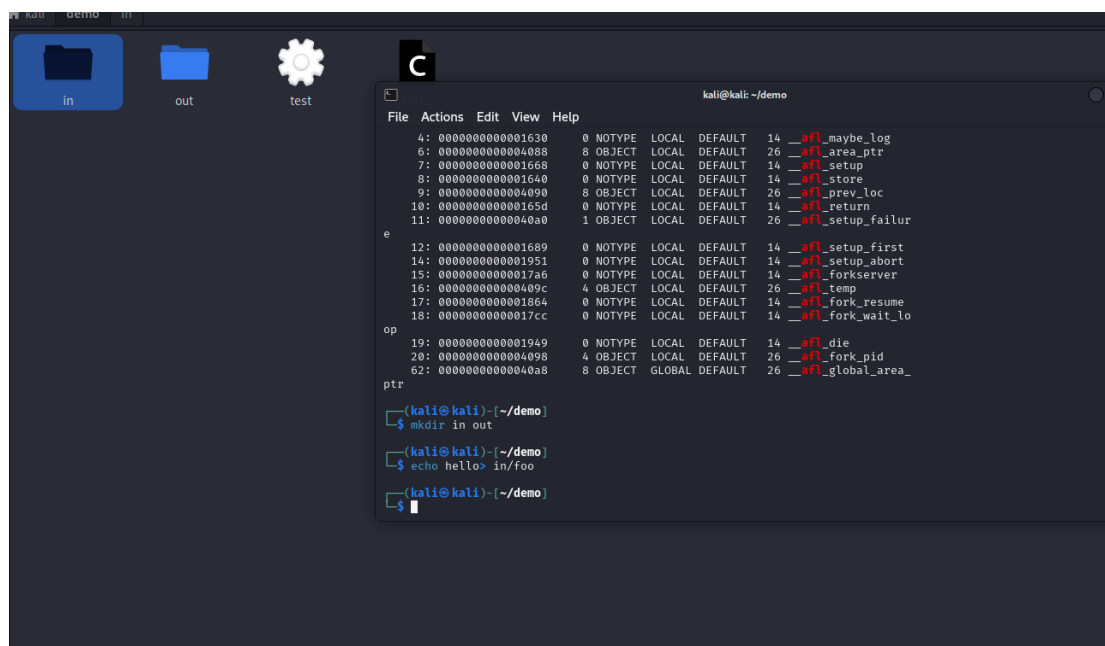 kali demo in
in
out
test
C
kali@kali: ~/demo
File Actions Edit View Help
4: 0000000000001630 0 NOTYPE LOCAL DEFAULT 14 __afl_maybe_log
6: 0000000000004088 8 OBJECT LOCAL DEFAULT 26 __afl_area_ptr
7: 0000000000001668 0 NOTYPE LOCAL DEFAULT 14 __afl_setup
8: 0000000000001640 0 NOTYPE LOCAL DEFAULT 14 __afl_store
9: 0000000000004090 8 OBJECT LOCAL DEFAULT 26 __afl_prev_loc
10: 000000000000165d 0 NOTYPE LOCAL DEFAULT 14 __afl_return
11: 00000000000040a0 1 OBJECT LOCAL DEFAULT 26 __afl_setup_failur
e
12: 0000000000001689 0 NOTYPE LOCAL DEFAULT 14 __afl_setup_first
14: 0000000000001951 0 NOTYPE LOCAL DEFAULT 14 __afl_setup_abort
15: 00000000000017a6 0 NOTYPE LOCAL DEFAULT 14 __afl_forkserver
16: 000000000000409c 4 OBJECT LOCAL DEFAULT 26 __afl_temp
17: 0000000000001864 0 NOTYPE LOCAL DEFAULT 14 __afl_fork_resume
18: 00000000000017cc 0 NOTYPE LOCAL DEFAULT 14 __afl_fork_wait_lo
op
19: 0000000000001949 0 NOTYPE LOCAL DEFAULT 14 __afl_die
20: 0000000000004098 4 OBJECT LOCAL DEFAULT 26 __afl_fork_pid
62: 00000000000040a8 8 OBJECT GLOBAL DEFAULT 26 __afl_global_area_
ptr
┌──(kali㉿kali)-[~/demo]
└─$ mkdir in out
┌──(kali㉿kali)-[~/demo]
└─$ echo hello> in/foo
┌──(kali㉿kali)-[~/demo]
└─$